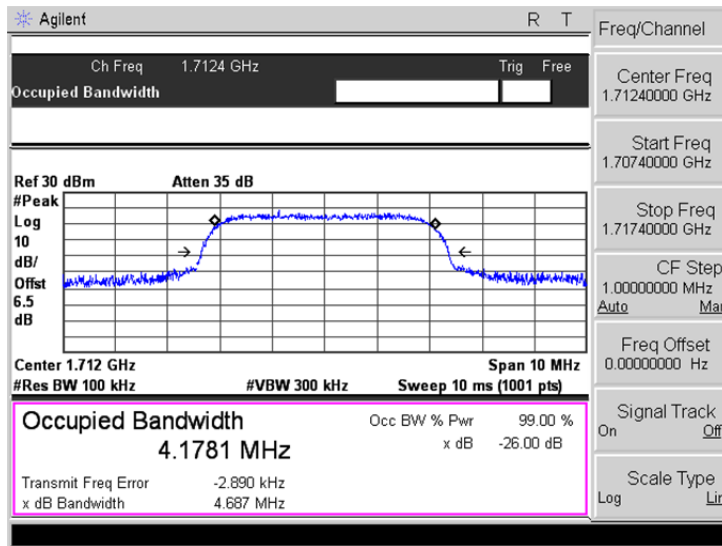 Agilent R T
Ch Freq 1.7124 GHz Trig Free
Occupied Bandwidth
Ref 30 dBm Atten 35 dB
#Peak
Log
10
dB/
Offst
6.5
dB
Center 1.712 GHz Span 10 MHz
#Res BW 100 kHz #VBW 300 kHz Sweep 10 ms (1001 pts)
Occupied Bandwidth
4.1781 MHz
Occ BW % Pwr 99.00 %
x dB -26.00 dB
Transmit Freq Error -2.890 kHz
x dB Bandwidth 4.687 MHz
Freq/Channel
Center Freq
1.71240000 GHz
Start Freq
1.70740000 GHz
Stop Freq
1.71740000 GHz
CF Step
1.00000000 MHz
Auto Ma
Freq Offset
0.00000000 Hz
Signal Track
On Off
Scale Type
Log Lin